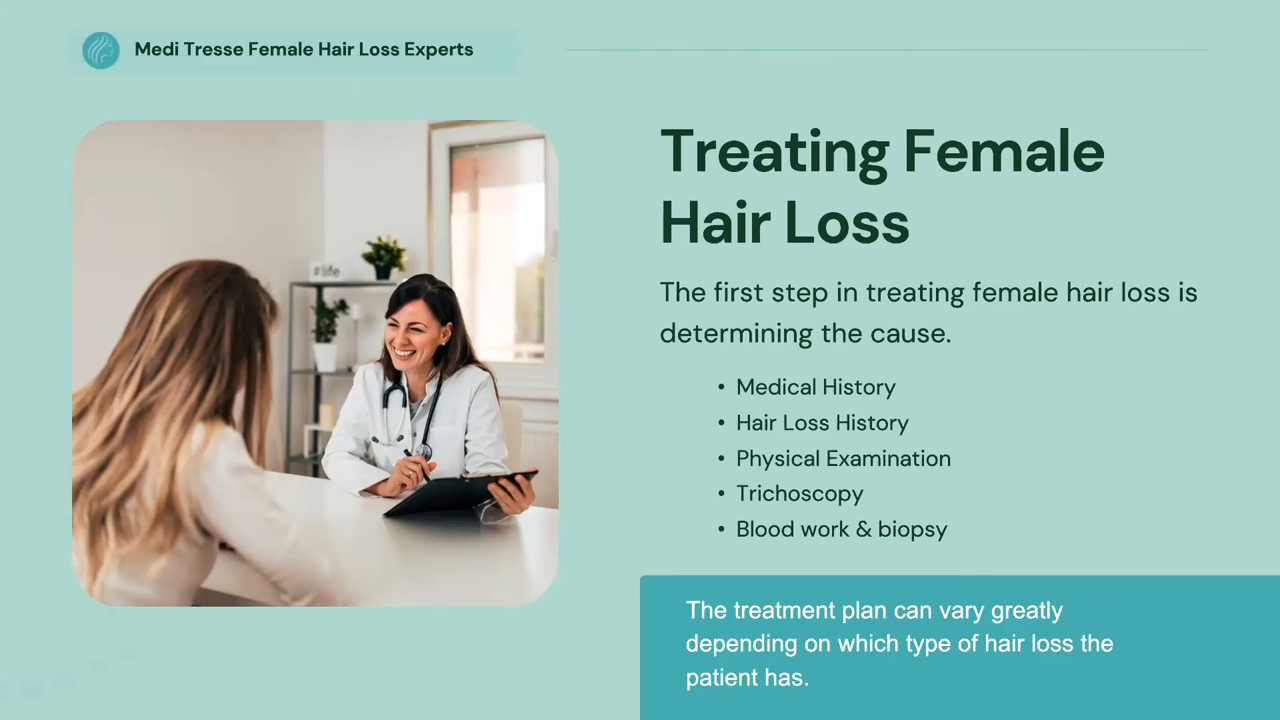 Medi Tresse Female Hair Loss Experts
#life
Treating Female
Hair Loss
The first step in treating female hair loss is
determining the cause.
• Medical History
• Hair Loss History
• Physical Examination
• Trichoscopy
• Blood work & biopsy
The treatment plan can vary greatly
depending on which type of hair loss the
patient has.